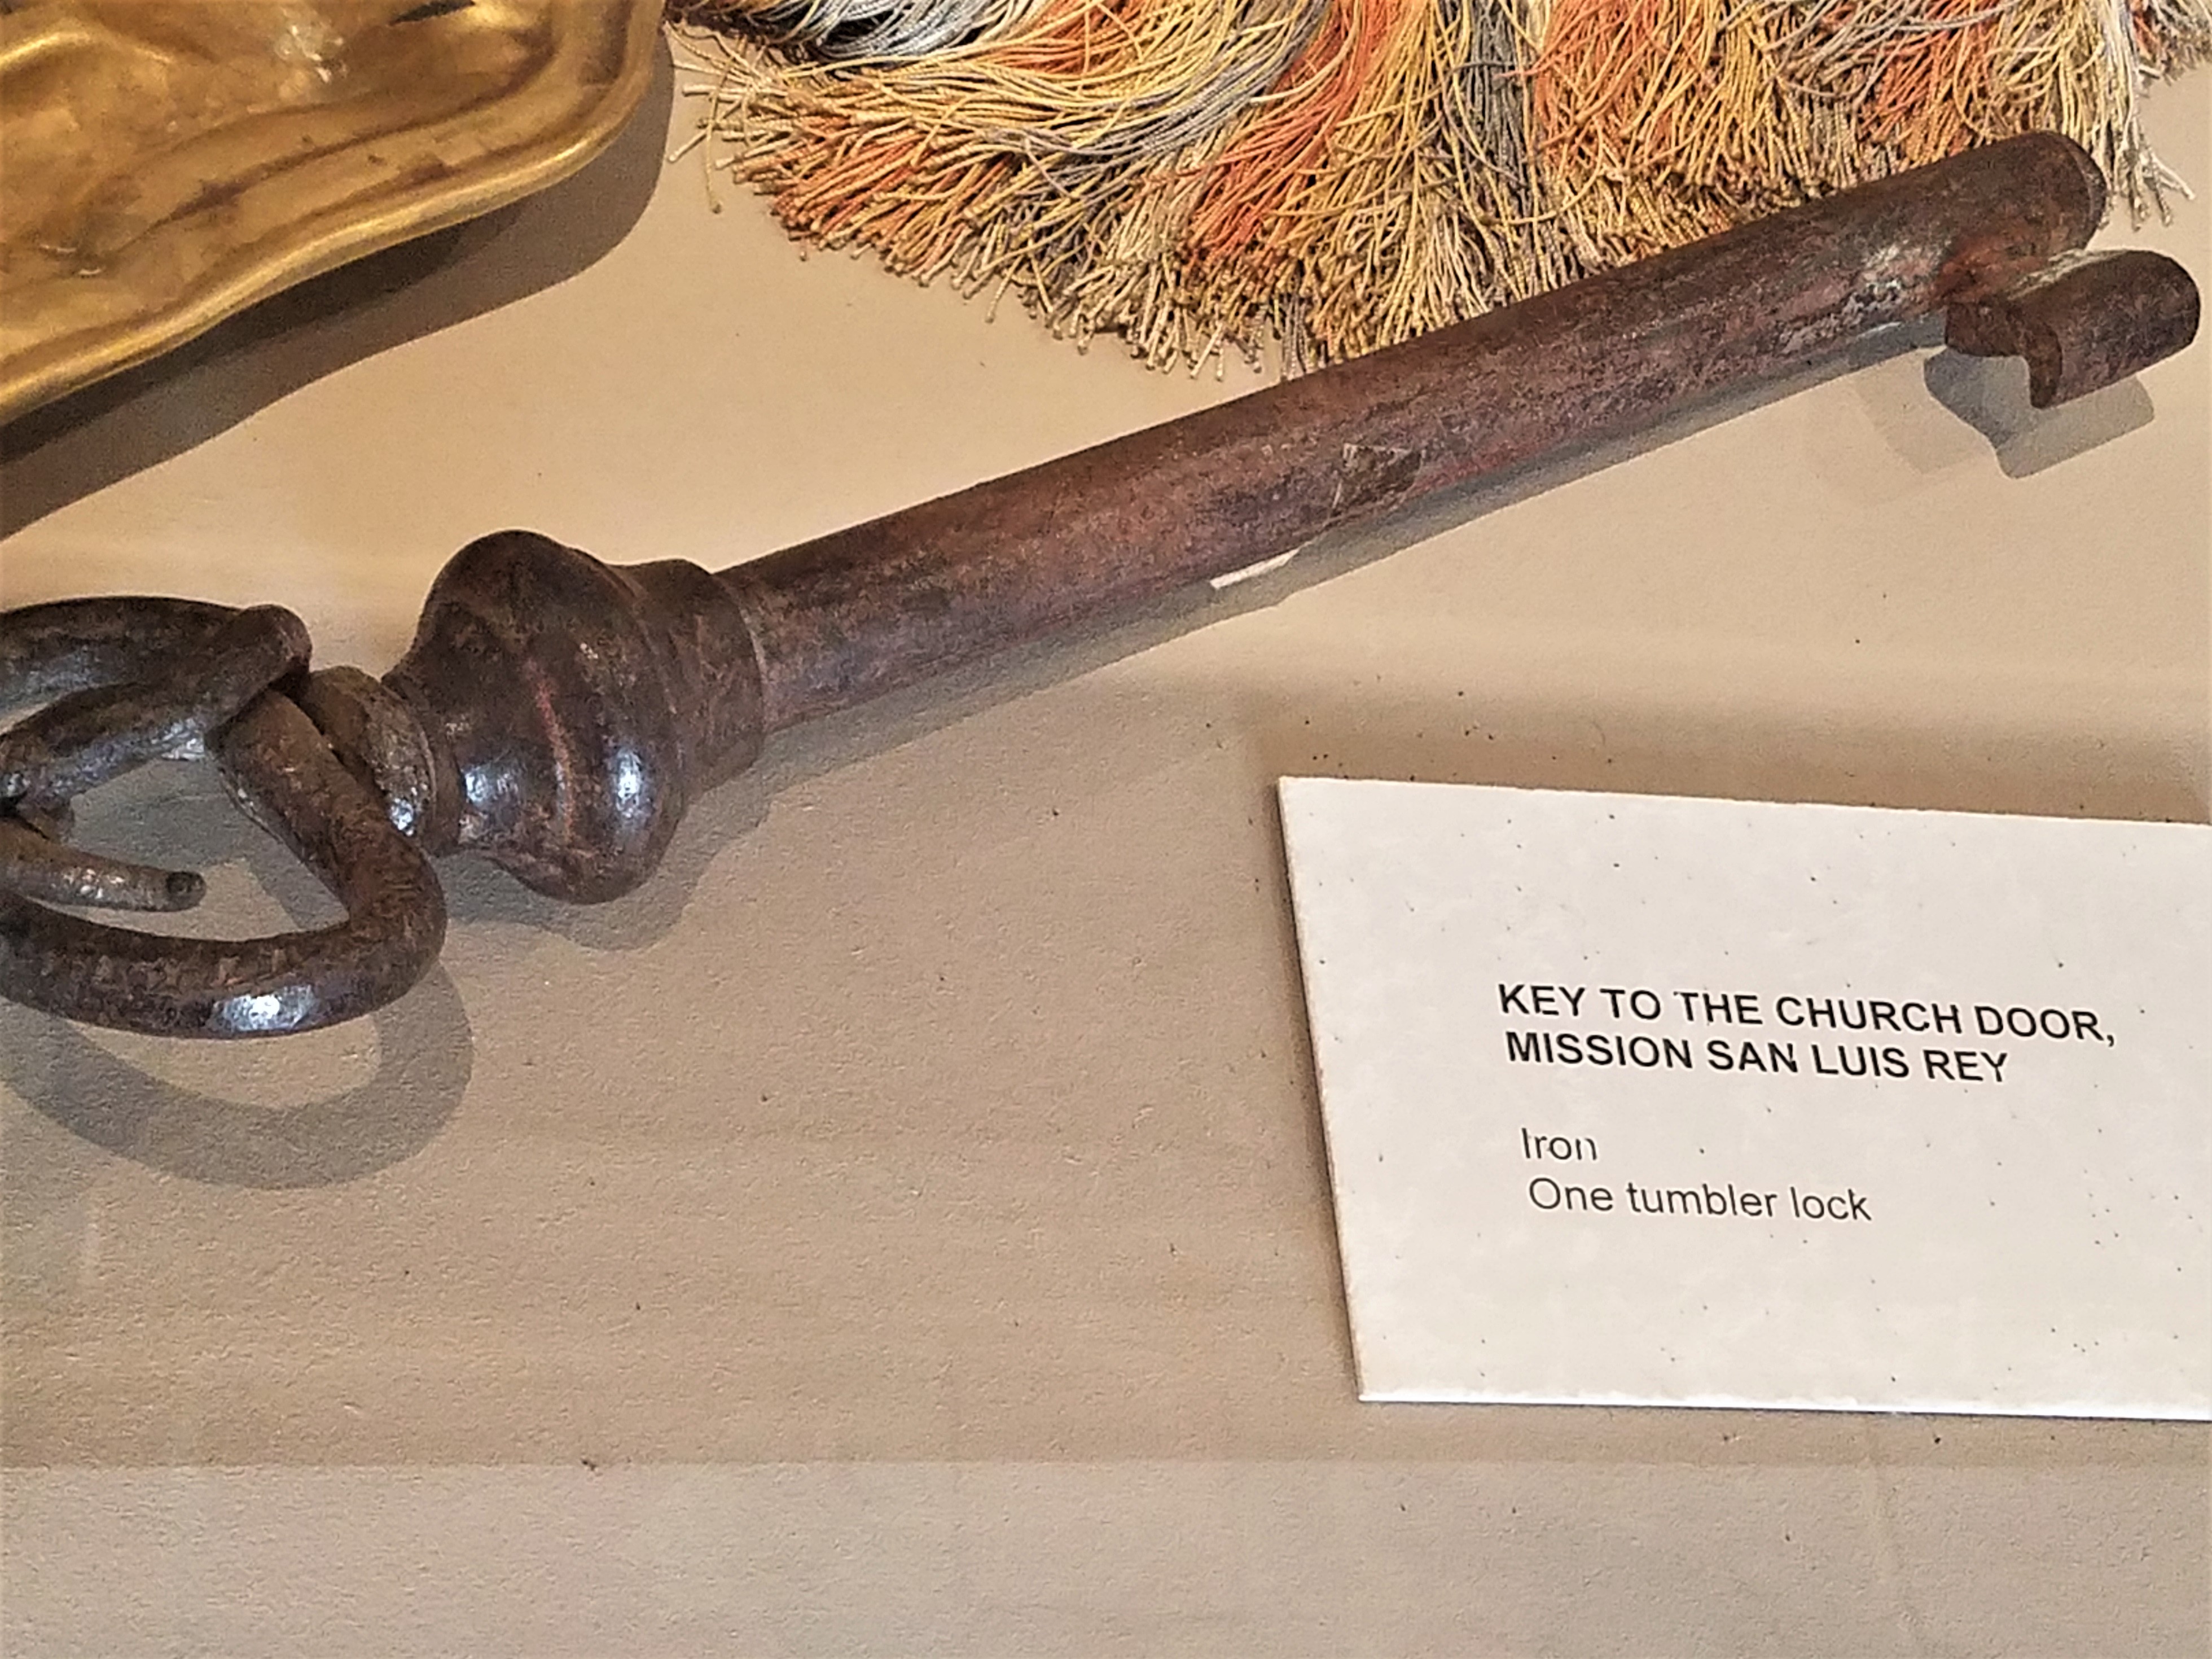 KEY TO THE CHURCH DOOR,
MISSION SAN LUIS REY
Iron
One tumbler lock